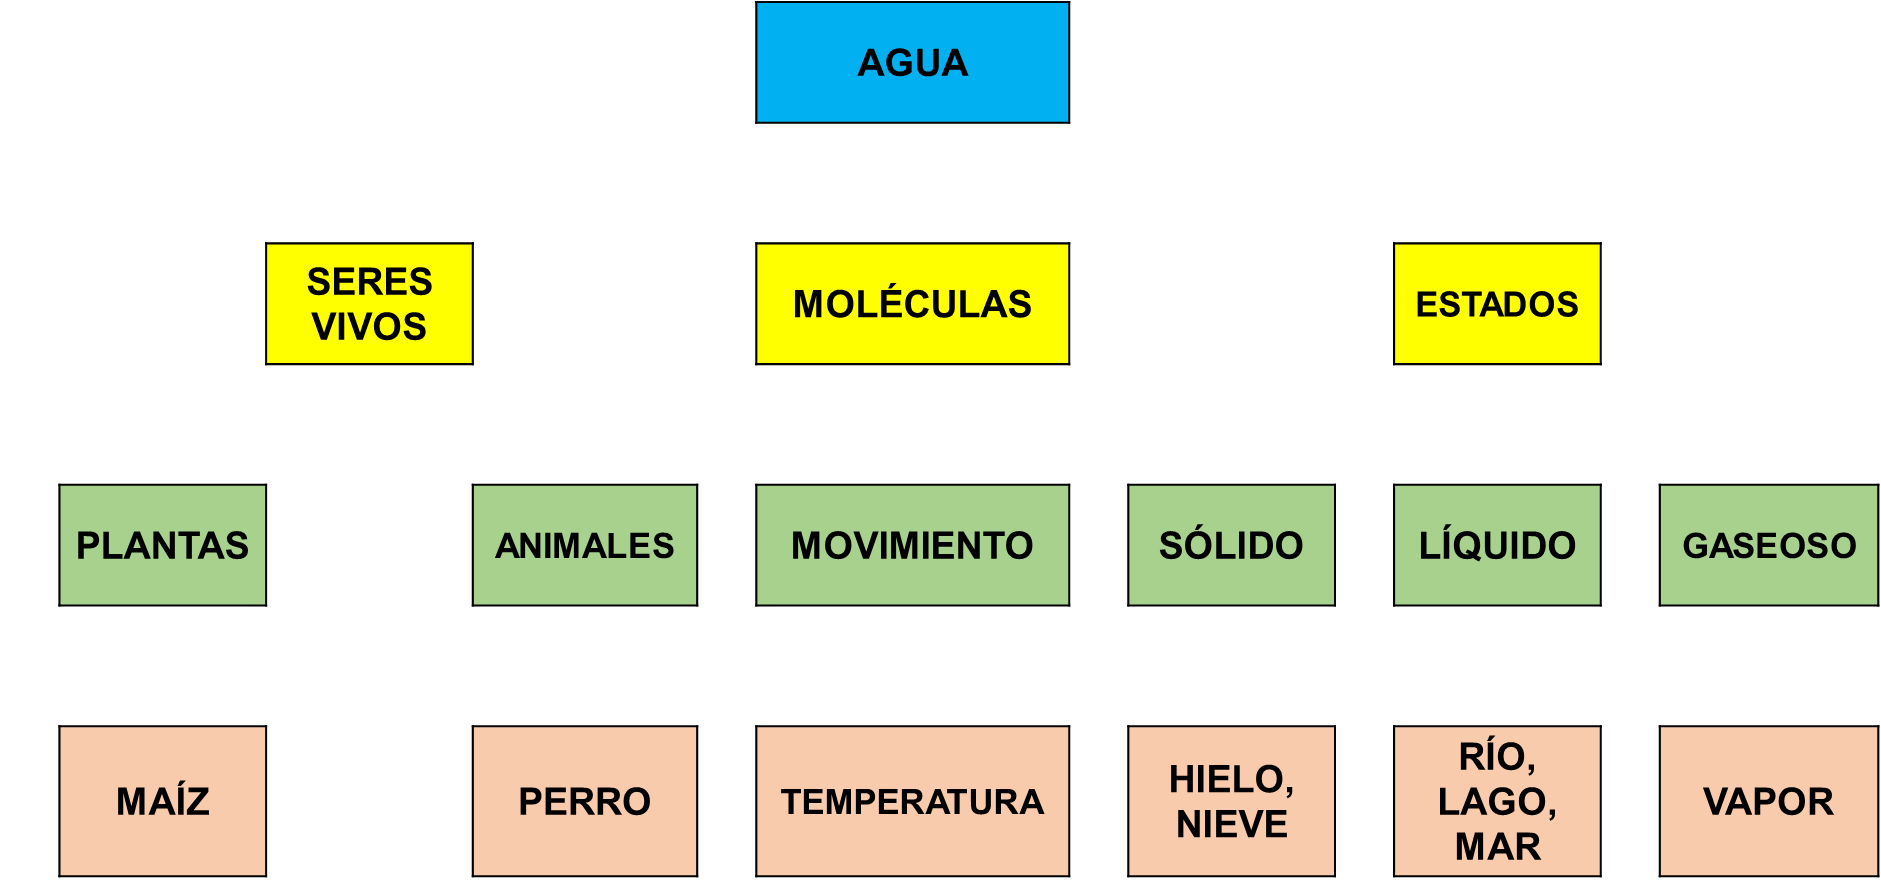 AGUA
SERES
VIVOS
MOLÉCULAS
ESTADOS
PLANTAS
ANIMALES
MOVIMIENTO
SÓLIDO
LÍQUIDO
GASEOSO
MAÍZ
PERRO
TEMPERATURA
HIELO,
NIEVE
RÍO,
LAGO,
MAR
VAPOR